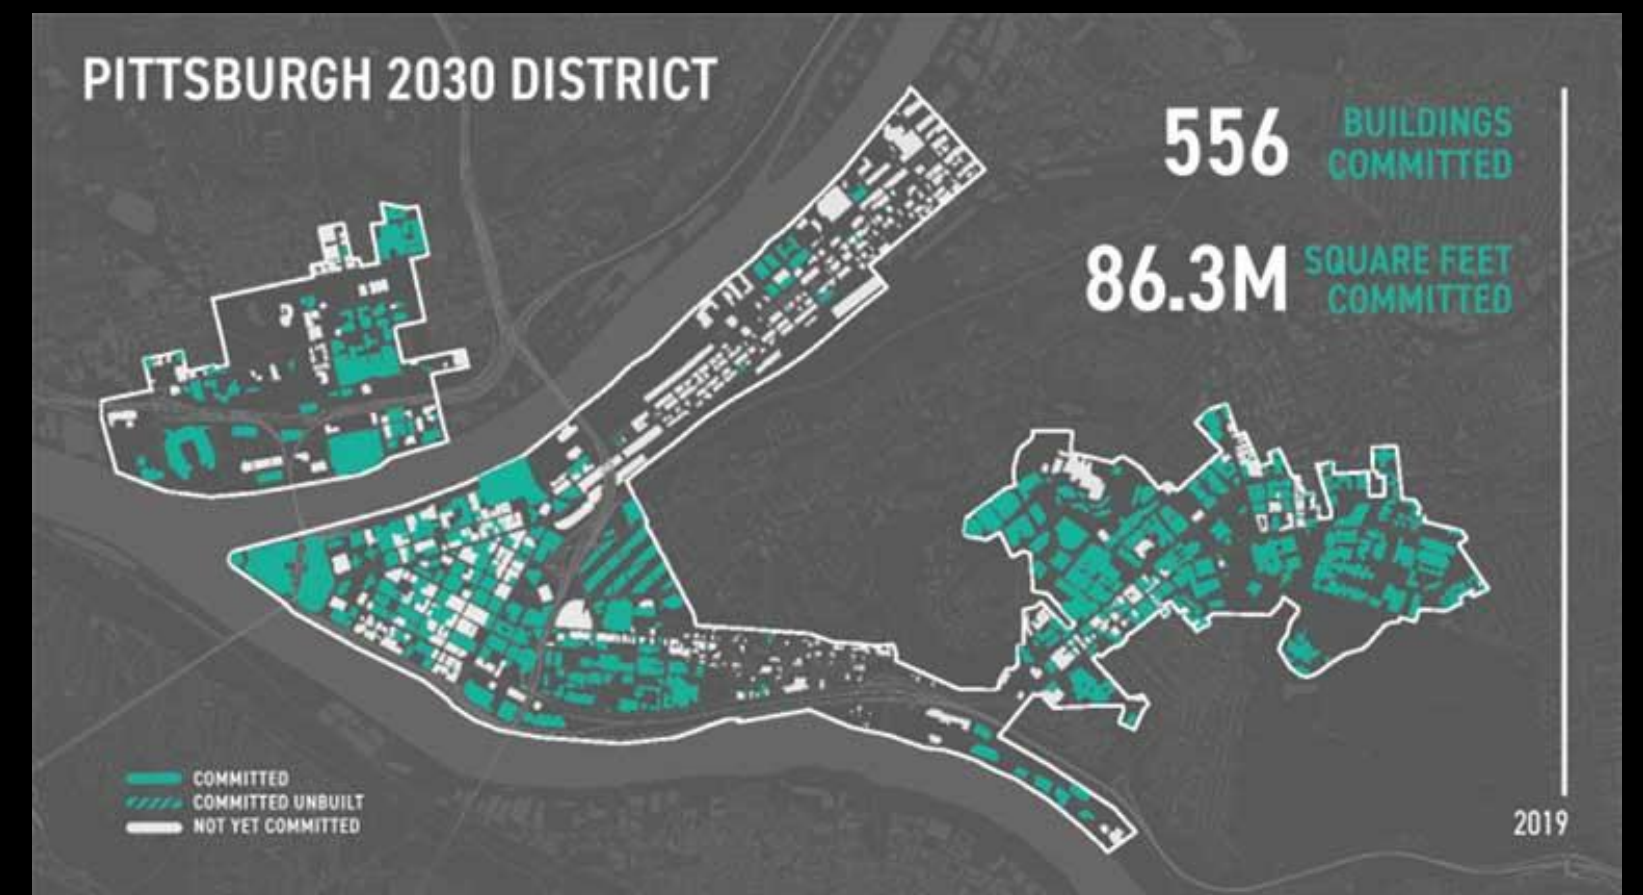 PITTSBURGH 2030 DISTRICT
556 BUILDINGS
COMMITTED
86.3M SQUARE FEET
COMMITTED
COMMITTED
COMMITTED UNBUILT
NOT YET COMMITTED
2019